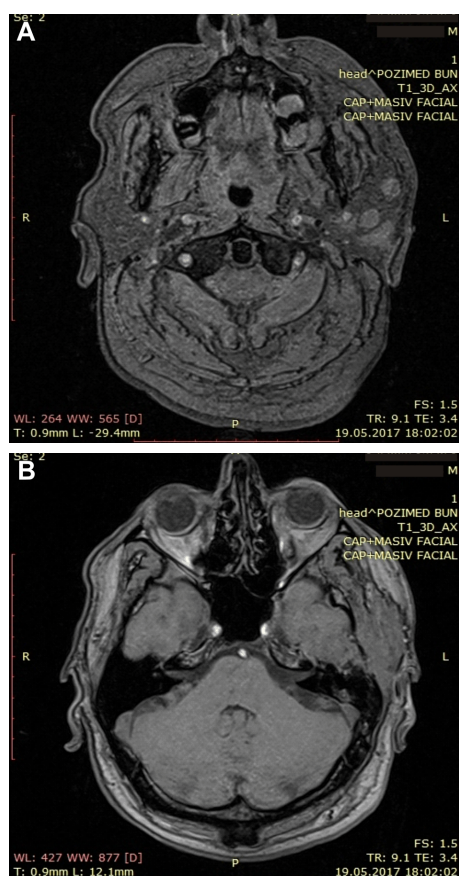 Se: 2
A
M
1
head^POZIMED BUN
T1_3D_AX
CAP+MASIV FACIAL
CAP+MASIV FACIAL
R
L
WL: 264 WW: 565 [D]
T: 0.9mm L: -29.4mm
P
FS: 1.5
TR: 9.1 TE: 3.4
19.05.2017 18:02:02
Se: 2
B
M
1
head^POZIMED BUN
T1_3D_AX
CAP+MASIV FACIAL
CAP+MASIV FACIAL
R
L
WL: 427 WW: 877 [D]
T: 0.9mm L: 12.1mm
P
FS: 1.5
TR: 9.1 TE: 3.4
19.05.2017 18:02:02